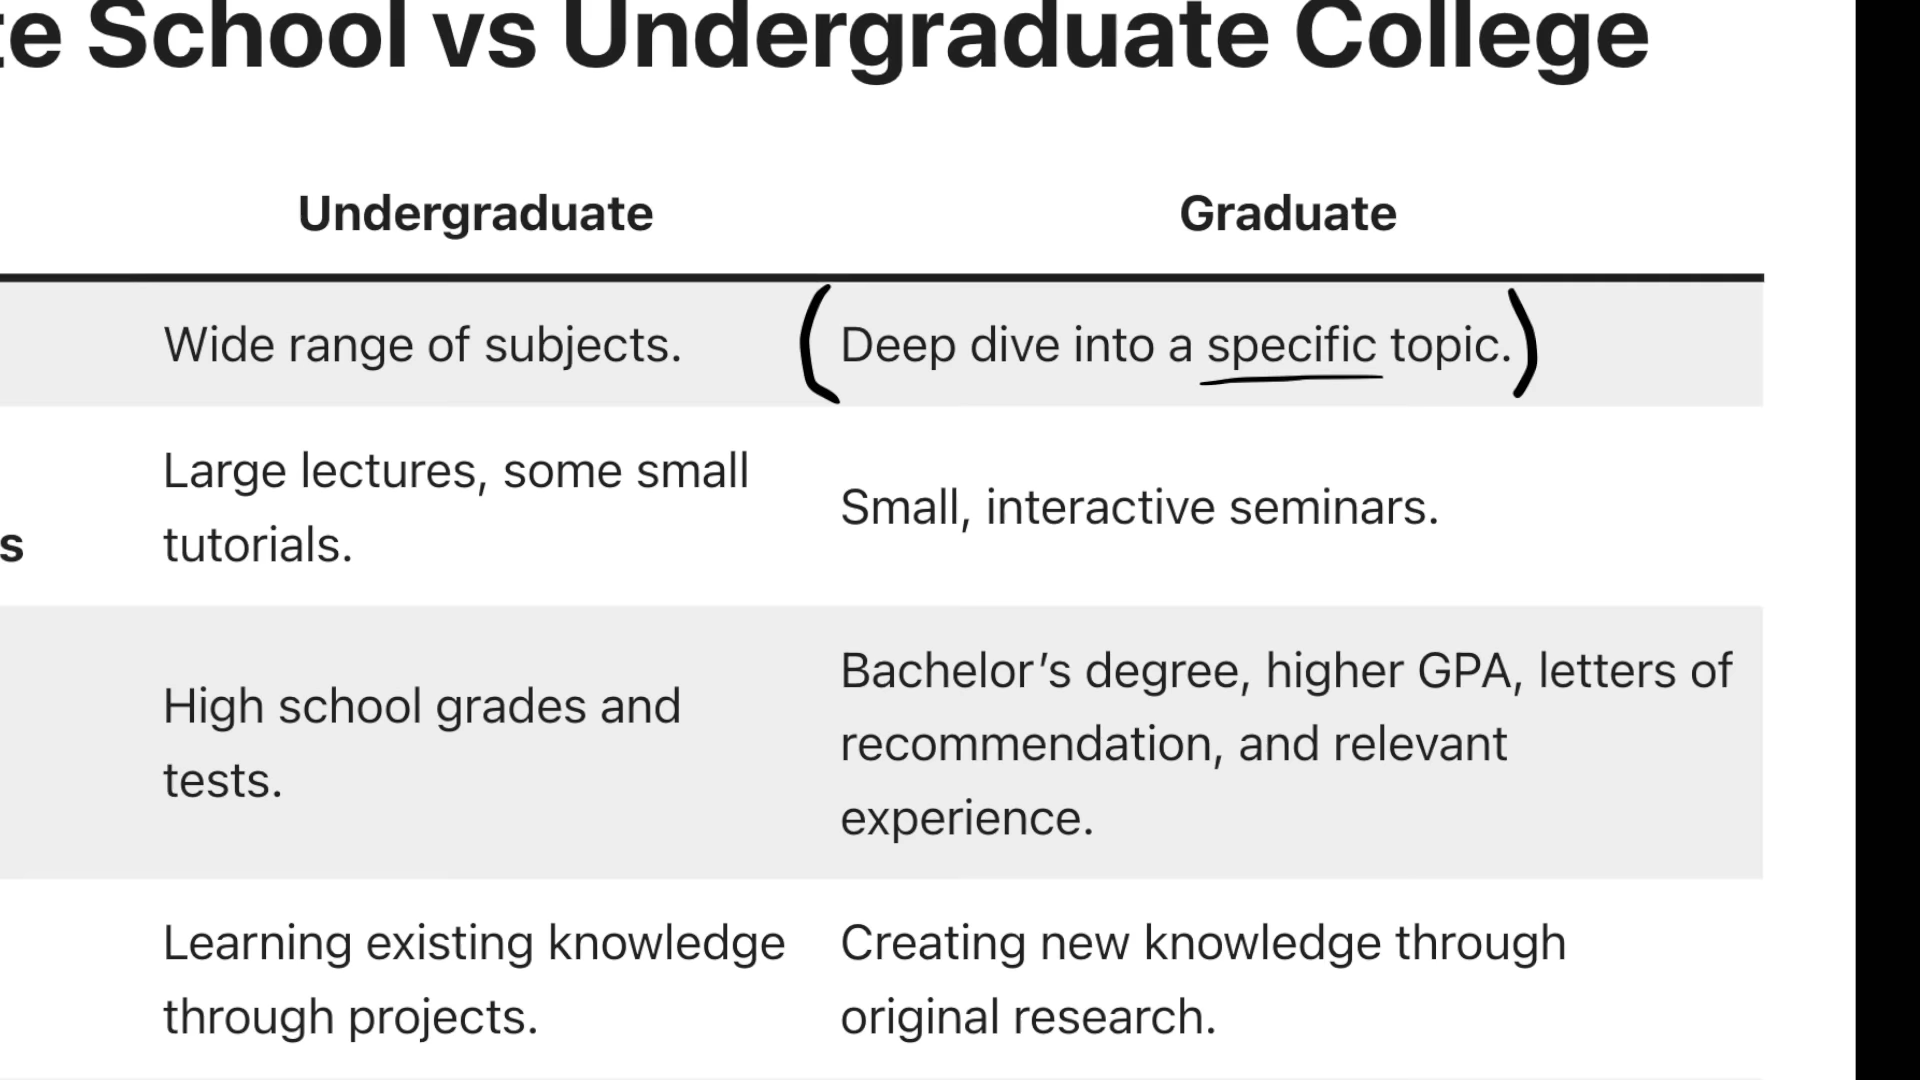 te School vs Undergraduate College
Undergraduate
Graduate
Wide range of subjects.
(Deep dive into a specific topic.)
Large lectures, some small
tutorials.
Small, interactive seminars.
s
High school grades and
tests.
Bachelor’s degree, higher GPA, letters of
recommendation, and relevant
experience.
Learning existing knowledge
through projects.
Creating new knowledge through
original research.